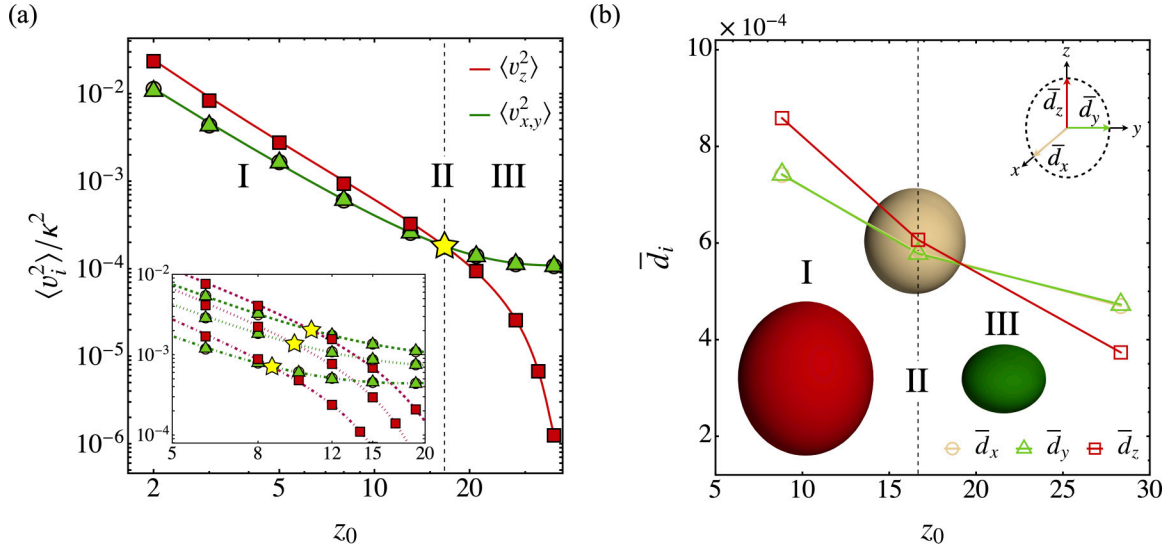 (a)
10⁻²
10⁻³
10⁻⁴
10⁻⁵
10⁻⁶
⟨v_i²⟩/κ²
⟨v_z²⟩
⟨v_{x,y}²⟩
I
II
III
10⁻²
10⁻³
10⁻⁴
5 8 12 15 20
2 5 10 20
z₀
(b)
×10⁻⁴
10
8
6
4
2
d̅_i
z
d̅_z
d̅_y
y
x
d̅_x
I
II
III
d̅_x d̅_y d̅_z
5 10 15 20 25 30
z₀